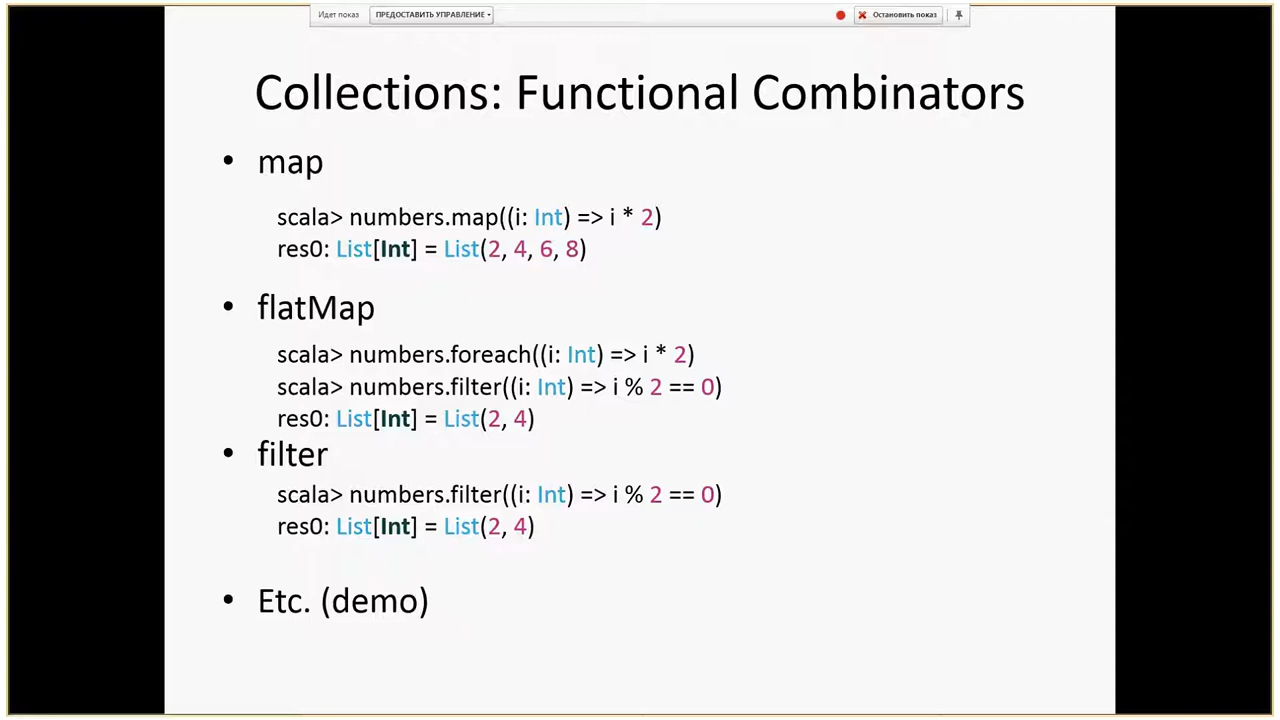 Идет показ ПРЕДОСТАВИТЬ УПРАВЛЕНИЕ Остановить показ
Collections: Functional Combinators
• map
scala> numbers.map((i: Int) => i * 2)
res0: List[Int] = List(2, 4, 6, 8)
• flatMap
scala> numbers.foreach((i: Int) => i * 2)
scala> numbers.filter((i: Int) => i % 2 == 0)
res0: List[Int] = List(2, 4)
• filter
scala> numbers.filter((i: Int) => i % 2 == 0)
res0: List[Int] = List(2, 4)
• Etc. (demo)